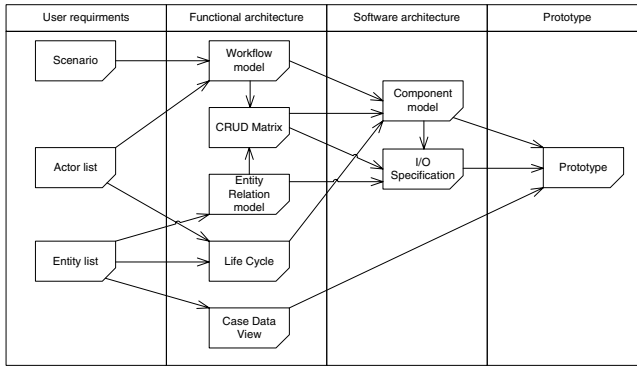 User requirments
Functional architecture
Software architecture
Prototype
Scenario
Workflow
model
Component
model
CRUD Matrix
Actor list
Entity
Relation
model
I/O
Specification
Prototype
Entity list
Life Cycle
Case Data
View